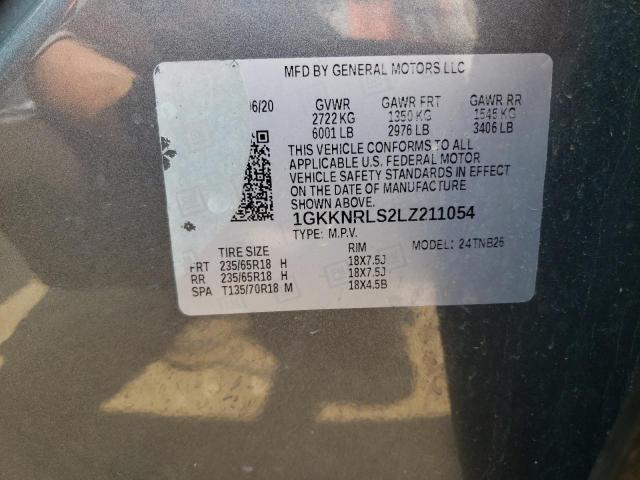 MFD BY GENERAL MOTORS LLC
6/20 GVWR GAWR FRT GAWR RR
2722 KG 1350 KG 1545 KG
6001 LB 2976 LB 3406 LB
THIS VEHICLE CONFORMS TO ALL
APPLICABLE U.S. FEDERAL MOTOR
VEHICLE SAFETY STANDARDS IN EFFECT
ON THE DATE OF MANUFACTURE
SHOWN ABOVE.
1GKKNRLS2LZ211054
TYPE: M.P.V.
TIRE SIZE RIM MODEL: 24TNB26
FRT 235/65R18 H 18X7.5J
RR 235/65R18 H 18X7.5J
SPA T135/70R18 M 18X4.5B